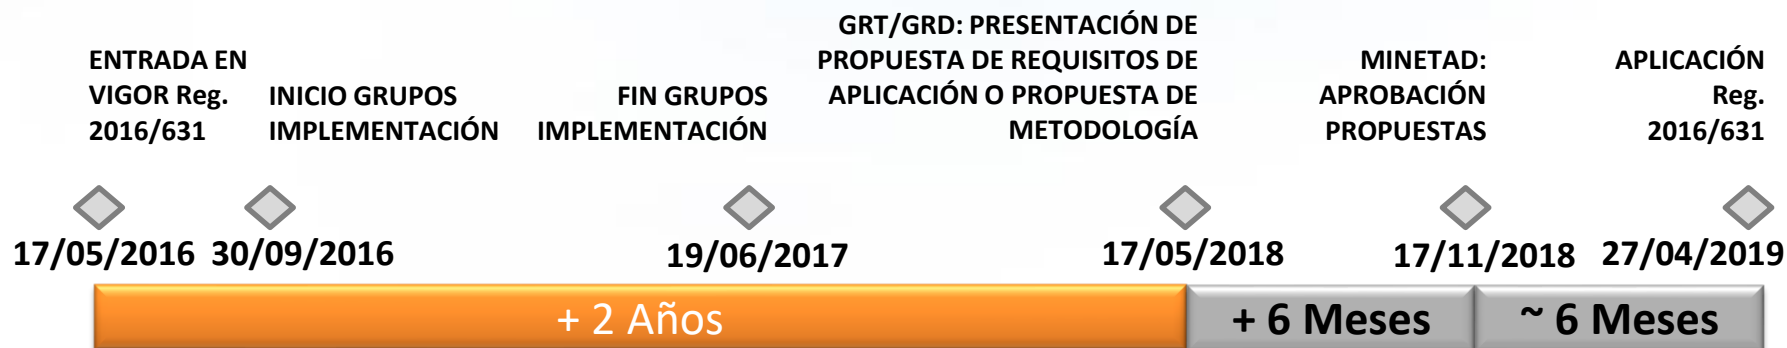 ENTRADA EN
VIGOR Reg.
2016/631
INICIO GRUPOS
IMPLEMENTACIÓN
FIN GRUPOS
IMPLEMENTACIÓN
GRT/GRD: PRESENTACIÓN DE
PROPUESTA DE REQUISITOS DE
APLICACIÓN O PROPUESTA DE
METODOLOGÍA
MINETAD:
APROBACIÓN
PROPUESTAS
APLICACIÓN
Reg.
2016/631
17/05/2016
30/09/2016
19/06/2017
17/05/2018
17/11/2018
27/04/2019
+ 2 Años
+ 6 Meses
~ 6 Meses